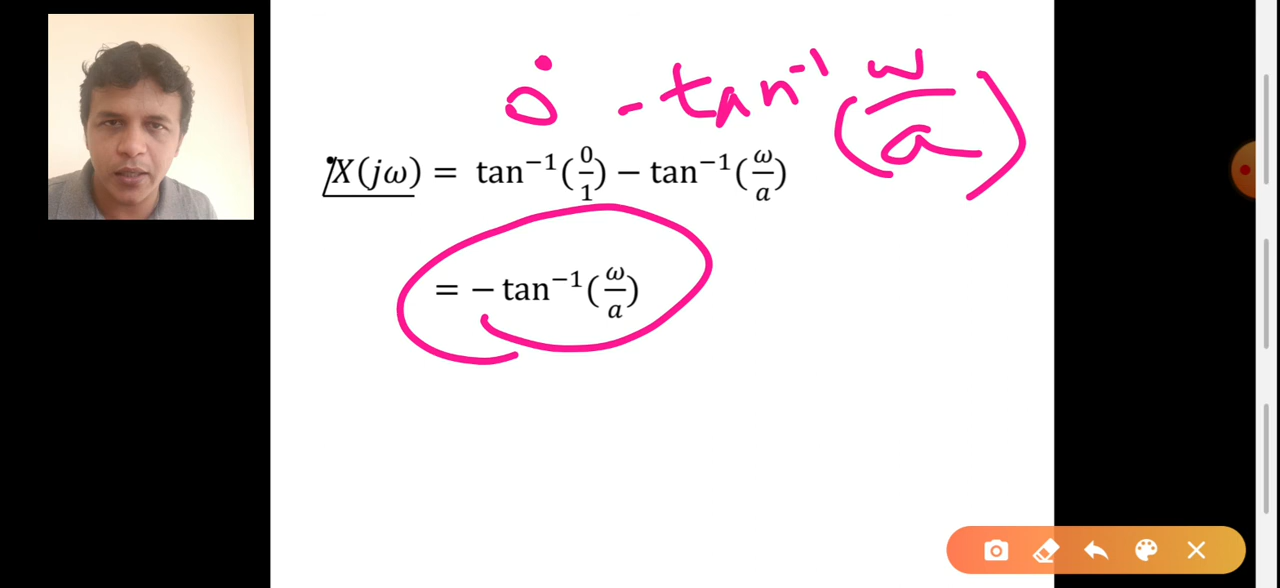 0 - tan⁻¹ (ω/a)
∠X(jω) = tan⁻¹(0/1) − tan⁻¹(ω/a)
= − tan⁻¹(ω/a)